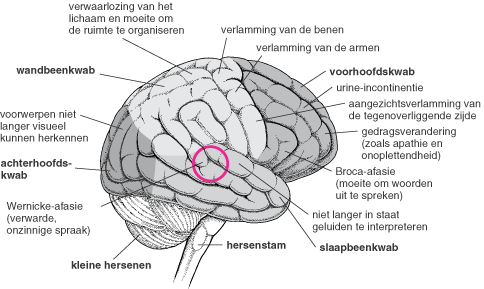 verwaarlozing van het
lichaam en moeite om
de ruimte te organiseren
verlamming van de benen
verlamming van de armen
wandbeenkwab
voorhoofdskwab
urine-incontinentie
aangezichtsverlamming van
de tegenoverliggende zijde
voorwerpen niet
langer visueel
kunnen herkennen
gedragsverandering
(zoals apathie en
onoplettendheid)
achterhoofds-
kwab
Broca-afasie
(moeite om woorden
uit te spreken)
Wernicke-afasie
(verwarde,
onzinnige spraak)
niet langer in staat
geluiden te interpreteren
hersenstam
slaapbeenkwab
kleine hersenen